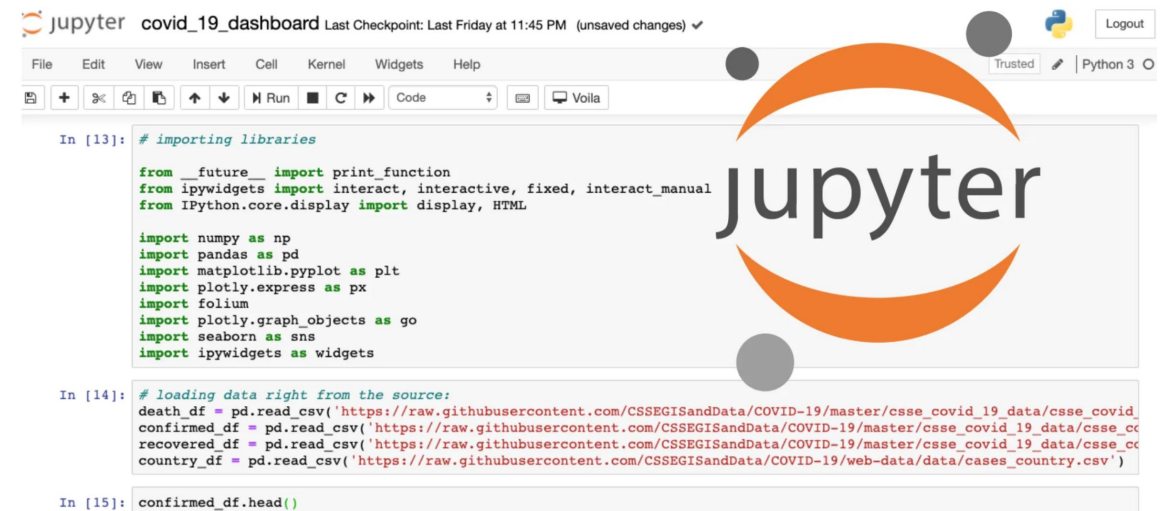 jupyter covid_19_dashboard Last Checkpoint: Last Friday at 11:45 PM (unsaved changes) Logout
File Edit View Insert Cell Kernel Widgets Help Trusted Python 3
Run Code Voila
In [13]: # importing libraries
from __future__ import print_function
from ipywidgets import interact, interactive, fixed, interact_manual
from IPython.core.display import display, HTML
import numpy as np
import pandas as pd
import matplotlib.pyplot as plt
import plotly.express as px
import folium
import plotly.graph_objects as go
import seaborn as sns
import ipywidgets as widgets
jupyter
In [14]: # loading data right from the source:
death_df = pd.read_csv('https://raw.githubusercontent.com/CSSEGISandData/COVID-19/master/csse_covid_19_data/csse_covid_
confirmed_df = pd.read_csv('https://raw.githubusercontent.com/CSSEGISandData/COVID-19/master/csse_covid_19_data/csse_co
recovered_df = pd.read_csv('https://raw.githubusercontent.com/CSSEGISandData/COVID-19/master/csse_covid_19_data/csse_co
country_df = pd.read_csv('https://raw.githubusercontent.com/CSSEGISandData/COVID-19/web-data/data/cases_country.csv')
In [15]: confirmed_df.head()